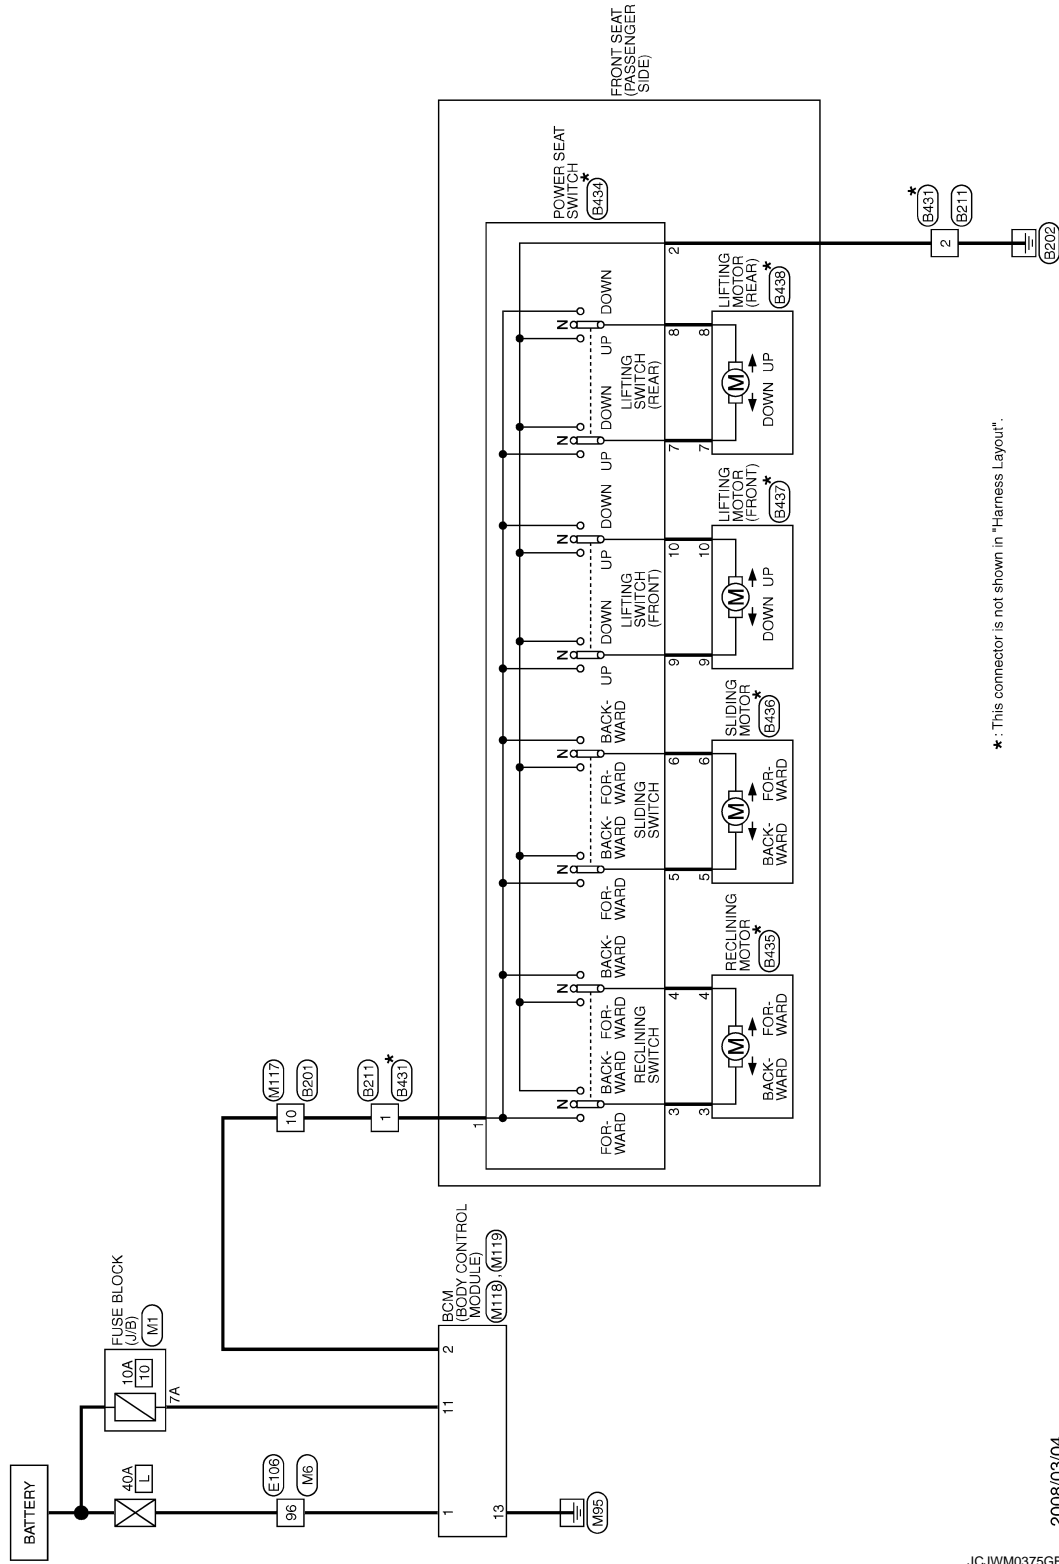 BATTERY
40A
L
E106
96
M6
FUSE BLOCK
(J/B)
M1
10A
10
7A
1
11
2
BCM
(BODY CONTROL
MODULE)
M118 , M119
13
M95
M117
10
B201
B211
1
B431 *
1
FRONT SEAT
(PASSENGER
SIDE)
POWER SEAT
SWITCH *
B434
N
N
FOR-
WARD
BACK-
WARD
FOR-
WARD
BACK-
WARD
RECLINING
SWITCH
N
N
FOR-
WARD
BACK-
WARD
FOR-
WARD
BACK-
WARD
SLIDING
SWITCH
N
N
UP
DOWN
UP
DOWN
LIFTING
SWITCH
(FRONT)
N
N
UP
DOWN
UP
DOWN
LIFTING
SWITCH
(REAR)
3
4
5
6
9
10
7
8
2
3
4
5
6
9
10
7
8
RECLINING
MOTOR *
B435
M
BACK-
WARD
FOR-
WARD
SLIDING
MOTOR *
B436
M
BACK-
WARD
FOR-
WARD
LIFTING
MOTOR
(FRONT) *
B437
M
DOWN
UP
LIFTING
MOTOR
(REAR) *
B438
M
DOWN
UP
* B431
2
B211
B202
* : This connector is not shown in "Harness Layout".
2008/03/04
JCJWM0375GB